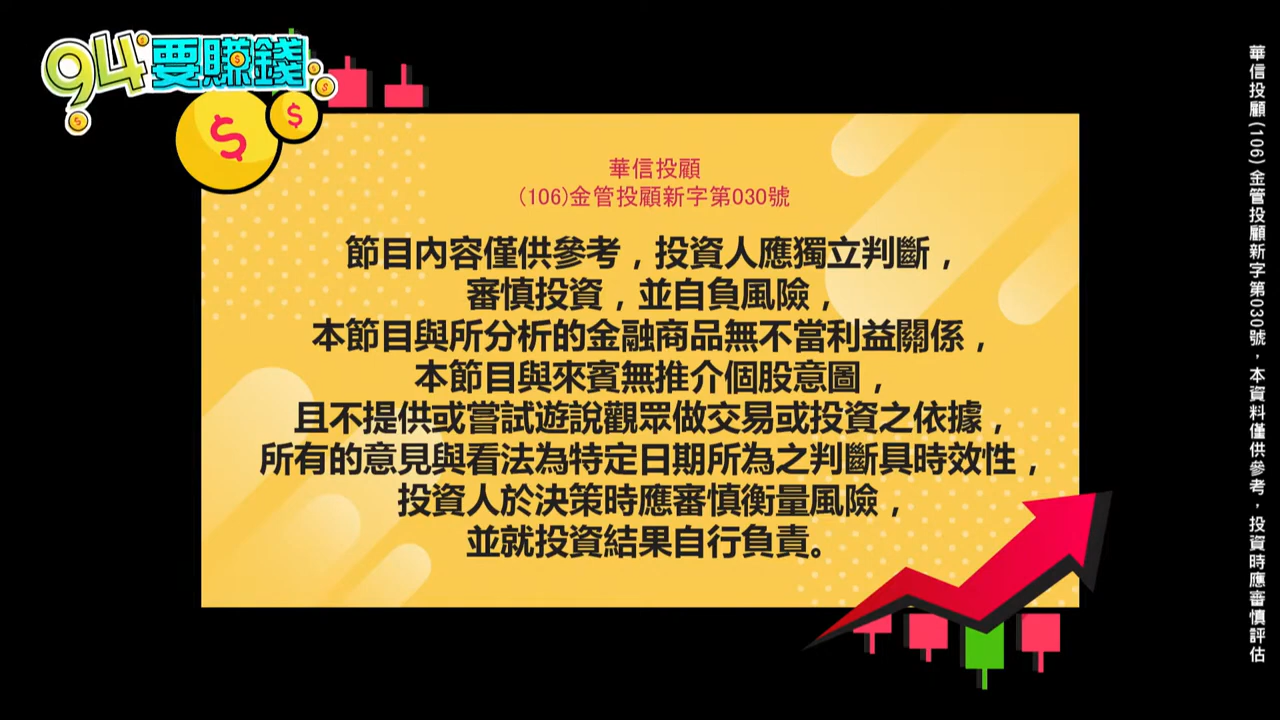 94要賺錢
華信投顧
(106)金管投顧新字第030號
節目內容僅供參考，投資人應獨立判斷，
審慎投資，並自負風險，
本節目與所分析的金融商品無不當利益關係，
本節目與來賓無推介個股意圖，
且不提供或嘗試遊說觀眾做交易或投資之依據，
所有的意見與看法為特定日期所為之判斷具時效性，
投資人於決策時應審慎衡量風險，
並就投資結果自行負責。
華信投顧(106)金管投顧新字第030號，本資料僅供參考，投資時應審慎評估